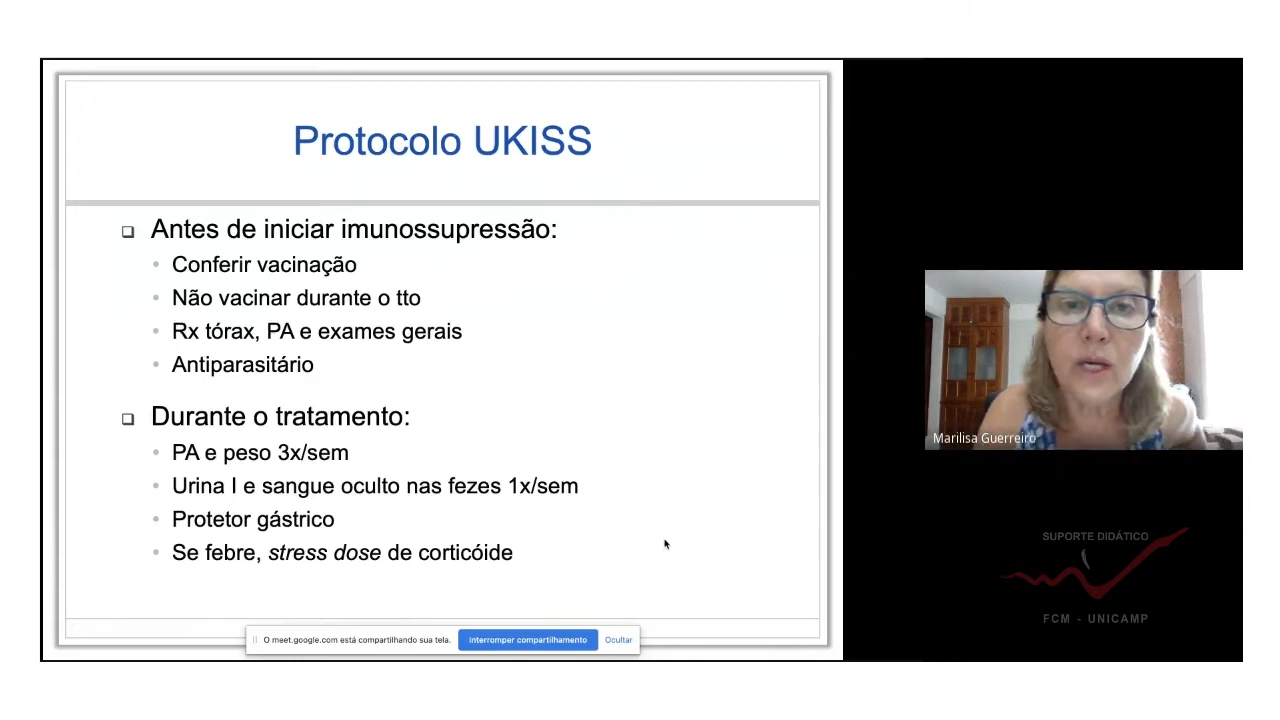 Protocolo UKISS
Antes de iniciar imunossupressão:
Conferir vacinação
Não vacinar durante o tto
Rx tórax, PA e exames gerais
Antiparasitário
Durante o tratamento:
PA e peso 3x/sem
Urina I e sangue oculto nas fezes 1x/sem
Protetor gástrico
Se febre, stress dose de corticóide
O meet.google.com está compartilhando sua tela.
Interromper compartilhamento
Ocultar
Marilisa Guerreiro
SUPORTE DIDÁTICO
FCM - UNICAMP